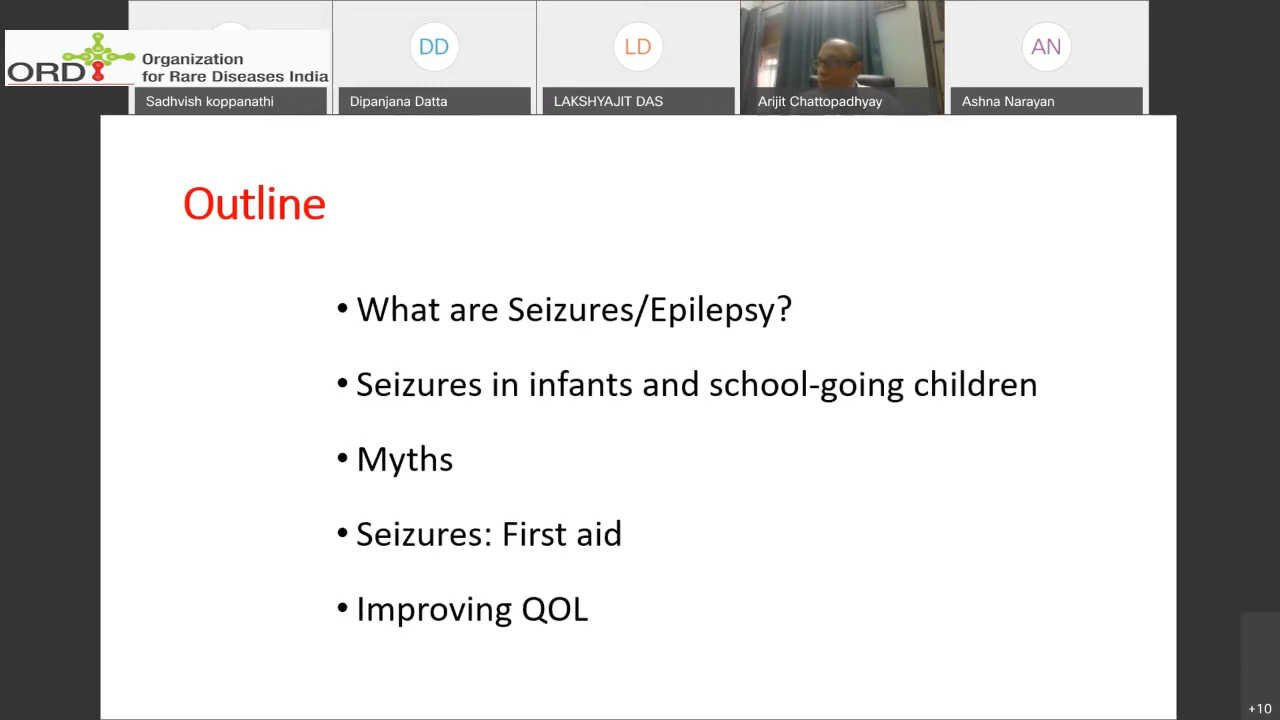 ORDI
Organization
for Rare Diseases India
Sadhvish koppanathi
DD
Dipanjana Datta
LD
LAKSHYAJIT DAS
Arijit Chattopadhyay
AN
Ashna Narayan
Outline
• What are Seizures/Epilepsy?
• Seizures in infants and school-going children
• Myths
• Seizures: First aid
• Improving QOL
+10